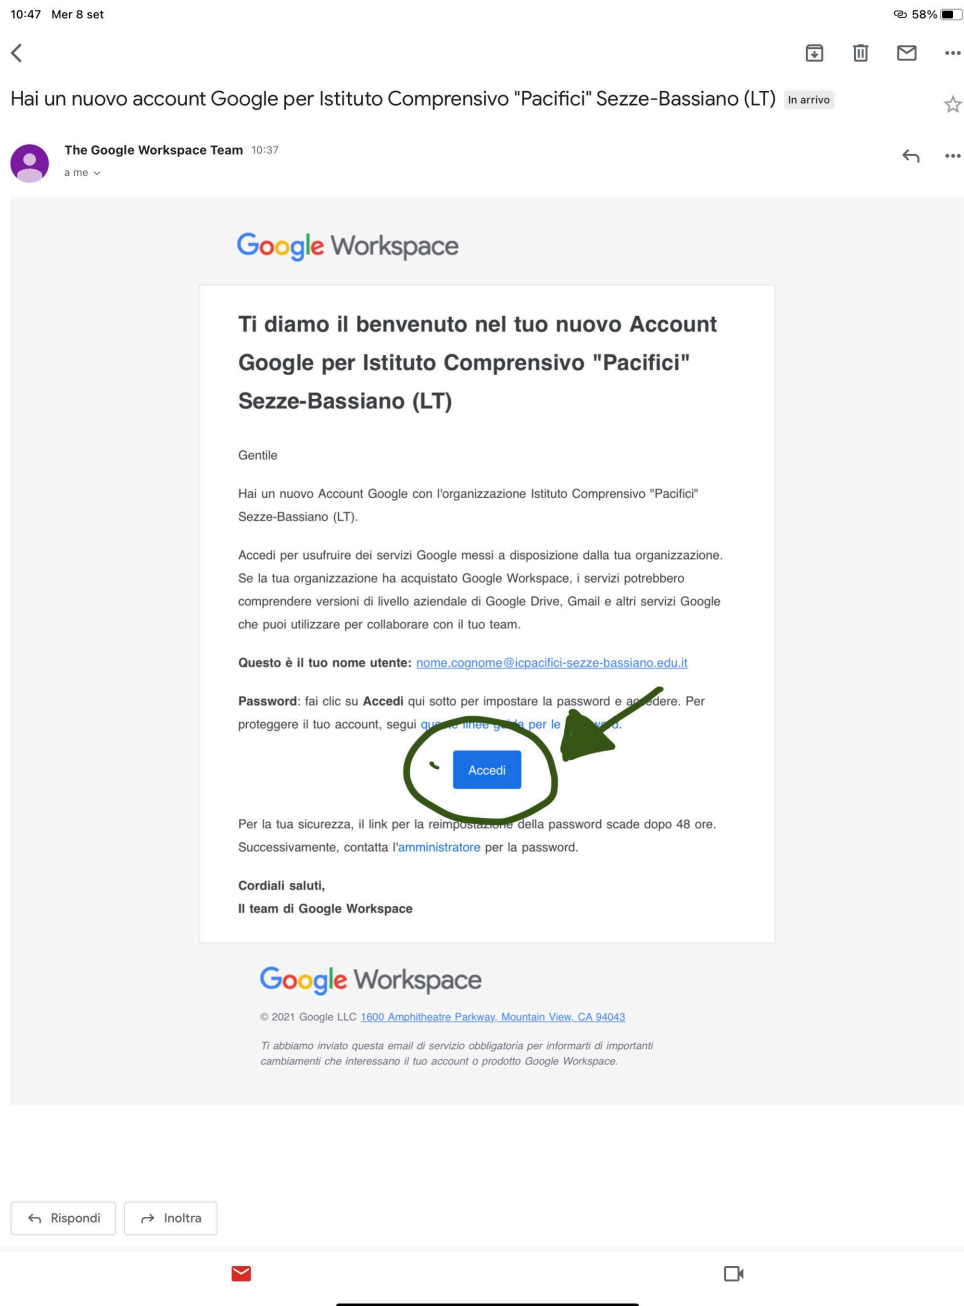 10:47 Mer 8 set
58%
Hai un nuovo account Google per Istituto Comprensivo "Pacifici" Sezze-Bassiano (LT) In arrivo
The Google Workspace Team 10:37
a me
Google Workspace
Ti diamo il benvenuto nel tuo nuovo Account
Google per Istituto Comprensivo "Pacifici"
Sezze-Bassiano (LT)
Gentile
Hai un nuovo Account Google con l'organizzazione Istituto Comprensivo "Pacifici"
Sezze-Bassiano (LT).
Accedi per usufruire dei servizi Google messi a disposizione dalla tua organizzazione.
Se la tua organizzazione ha acquistato Google Workspace, i servizi potrebbero
comprendere versioni di livello aziendale di Google Drive, Gmail e altri servizi Google
che puoi utilizzare per collaborare con il tuo team.
Questo è il tuo nome utente: nome.cognome@icpacifici-sezze-bassiano.edu.it
Password: fai clic su Accedi qui sotto per impostare la password e accedere. Per
proteggere il tuo account, segui queste linee guida per le password.
Accedi
Per la tua sicurezza, il link per la reimpostazione della password scade dopo 48 ore.
Successivamente, contatta l'amministratore per la password.
Cordiali saluti,
Il team di Google Workspace
Google Workspace
© 2021 Google LLC 1600 Amphitheatre Parkway, Mountain View, CA 94043
Ti abbiamo inviato questa email di servizio obbligatoria per informarti di importanti
cambiamenti che interessano il tuo account o prodotto Google Workspace.
Rispondi
Inoltra